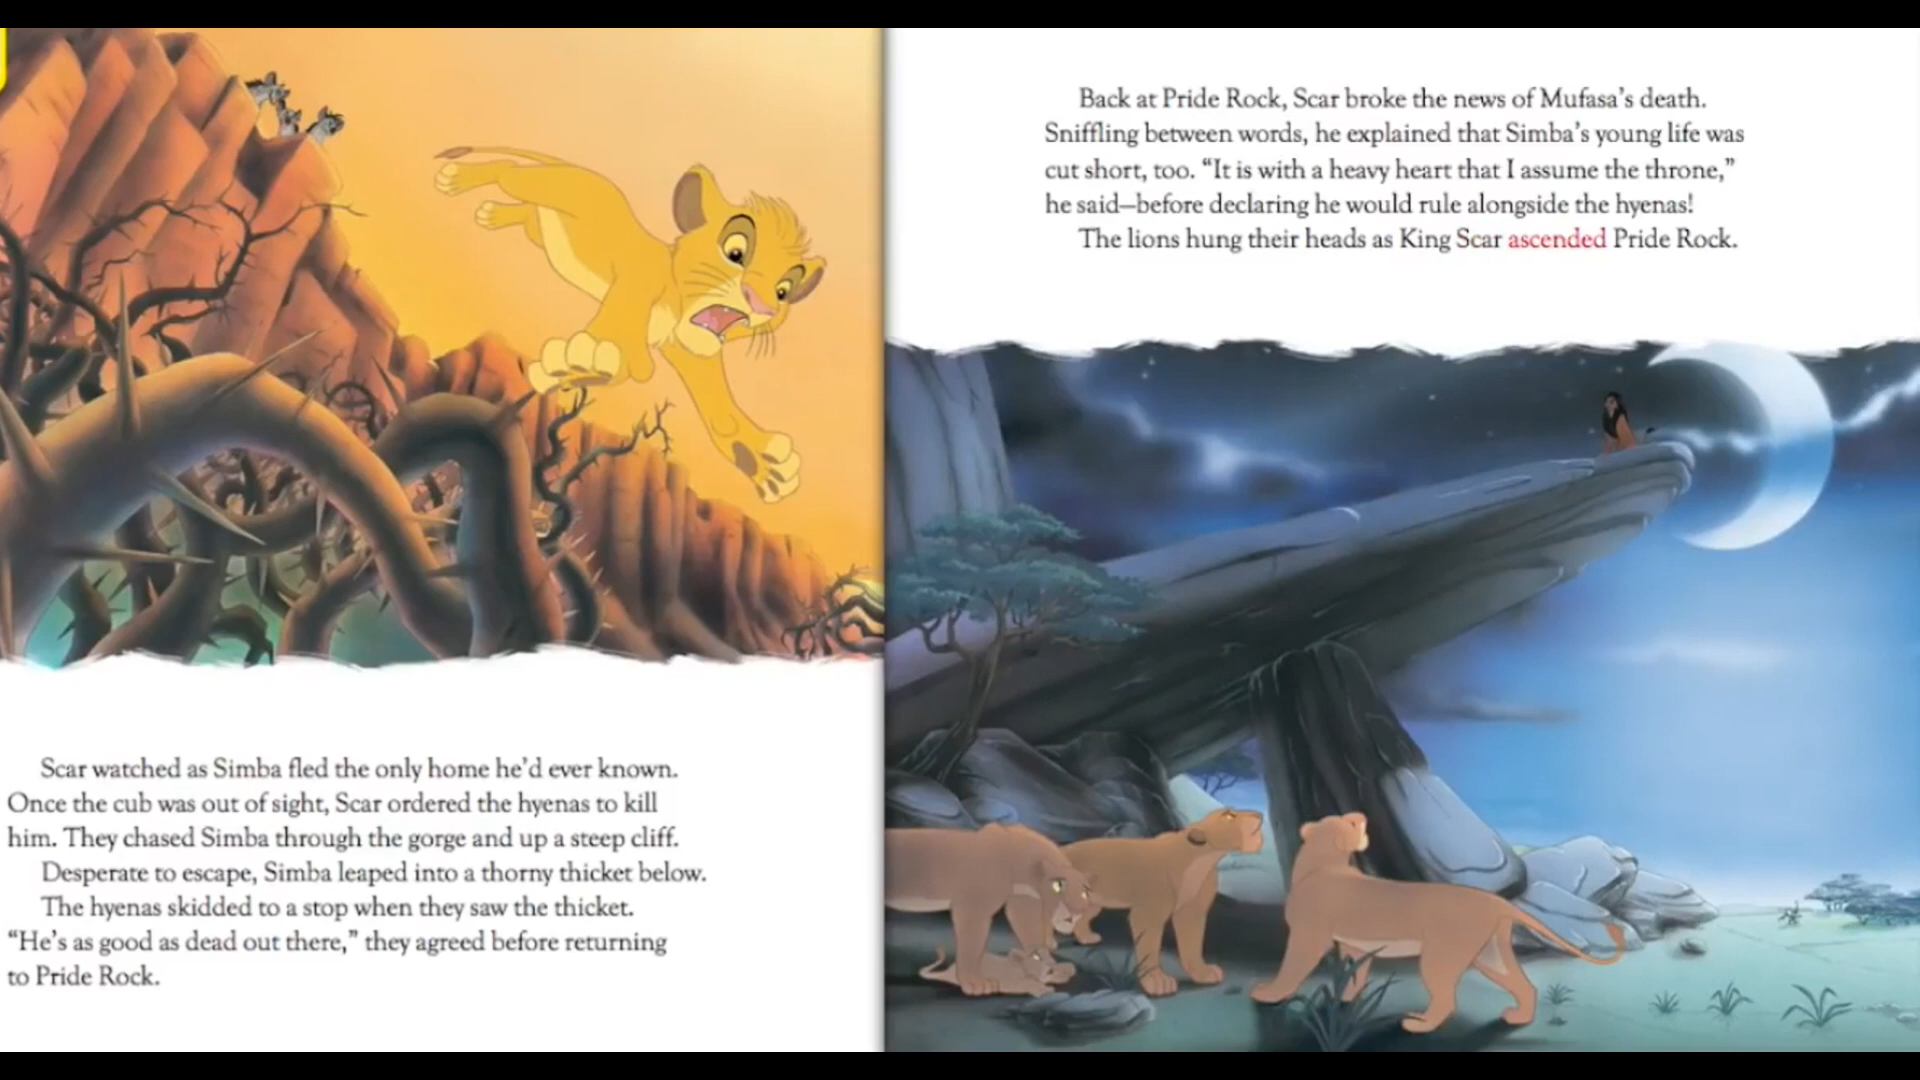 Scar watched as Simba fled the only home he'd ever known.
Once the cub was out of sight, Scar ordered the hyenas to kill
him. They chased Simba through the gorge and up a steep cliff.
Desperate to escape, Simba leaped into a thorny thicket below.
The hyenas skidded to a stop when they saw the thicket.
“He's as good as dead out there,” they agreed before returning
to Pride Rock.
Back at Pride Rock, Scar broke the news of Mufasa's death.
Sniffling between words, he explained that Simba's young life was
cut short, too. “It is with a heavy heart that I assume the throne,”
he said—before declaring he would rule alongside the hyenas!
The lions hung their heads as King Scar ascended Pride Rock.